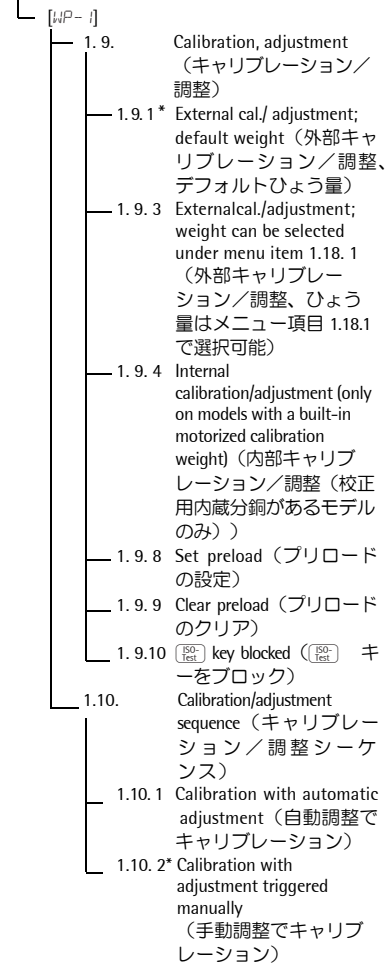 [WP- 1]
1. 9. Calibration, adjustment
（キャリブレーション／
調整）
1. 9. 1 * External cal./ adjustment;
default weight（外部キャ
リブレーション／調整、
デフォルトひょう量）
1. 9. 3 Externalcal./adjustment;
weight can be selected
under menu item 1.18. 1
（外部キャリブレー
ション／調整、ひょう
量はメニュー項目 1.18.1
で選択可能）
1. 9. 4 Internal
calibration/adjustment (only
on models with a built-in
motorized calibration
weight)（内部キャリブ
レーション／調整（校正
用内蔵分銅があるモデル
のみ））
1. 9. 8 Set preload（プリロード
の設定）
1. 9. 9 Clear preload（プリロード
のクリア）
1. 9.10 ISO-Test key blocked（ISO-Test キ
ーをブロック）
1.10. Calibration/adjustment
sequence（キャリブレー
ション／調整シーケ
ンス）
1.10. 1 Calibration with automatic
adjustment（自動調整で
キャリブレーション）
1.10. 2* Calibration with
adjustment triggered
manually
（手動調整でキャリブ
レーション）